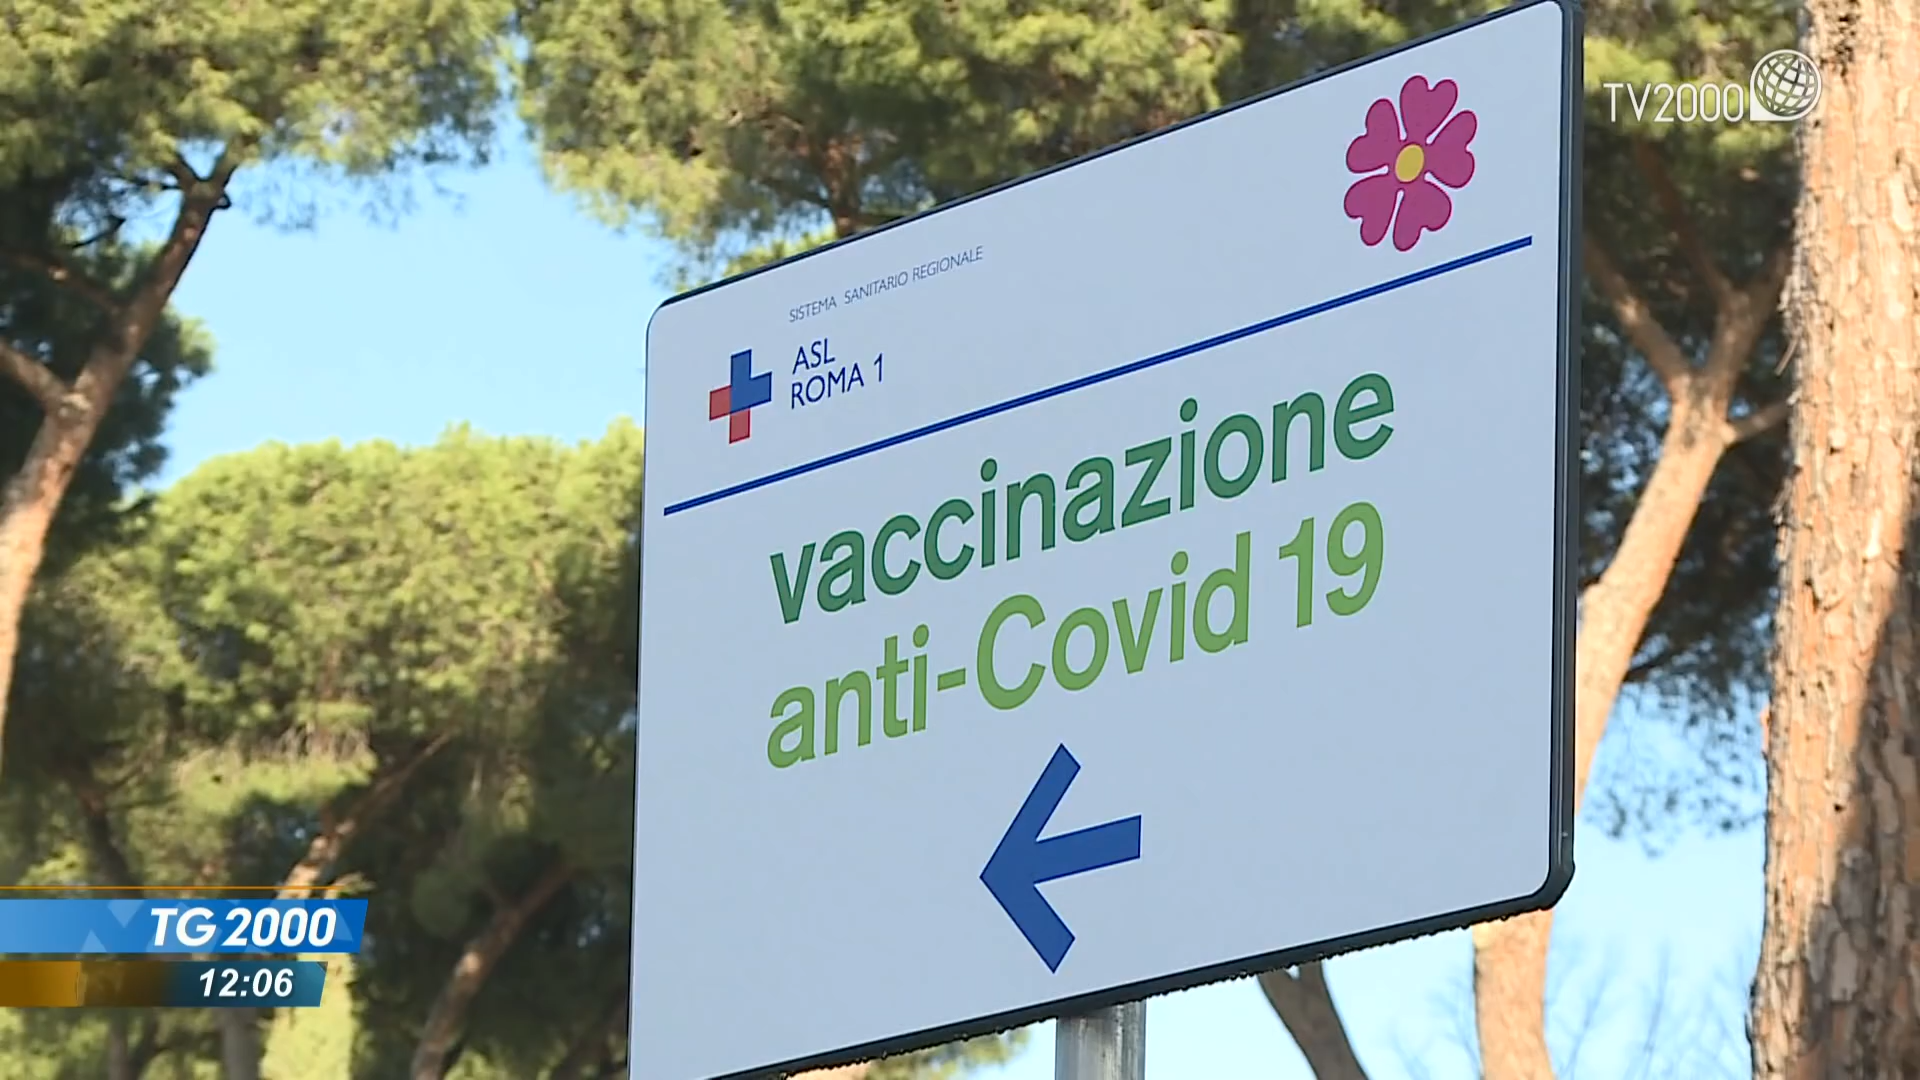 TV2000
SISTEMA SANITARIO REGIONALE
ASL
ROMA 1
vaccinazione
anti-Covid 19
TG 2000
12:06